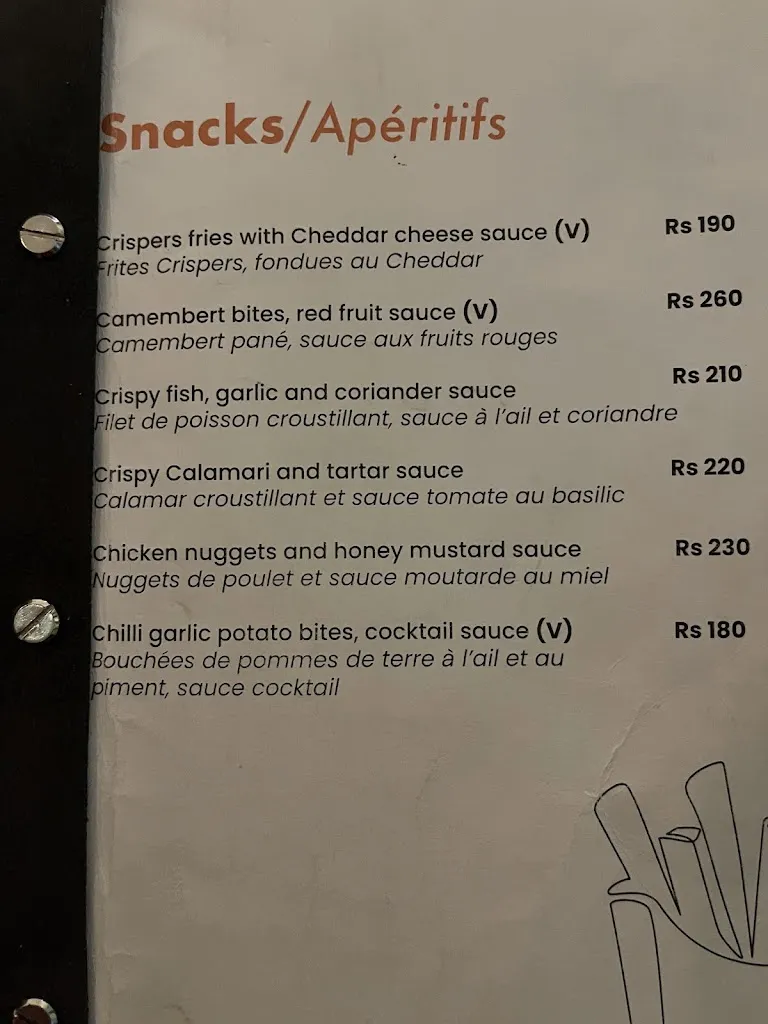 Snacks/Apéritifs
Crispers fries with Cheddar cheese sauce (V) Rs 190
Frites Crispers, fondues au Cheddar
Camembert bites, red fruit sauce (V) Rs 260
Camembert pané, sauce aux fruits rouges
Crispy fish, garlic and coriander sauce Rs 210
Filet de poisson croustillant, sauce à l'ail et coriandre
Crispy Calamari and tartar sauce Rs 220
Calamar croustillant et sauce tomate au basilic
Chicken nuggets and honey mustard sauce Rs 230
Nuggets de poulet et sauce moutarde au miel
Chilli garlic potato bites, cocktail sauce (V) Rs 180
Bouchées de pommes de terre à l'ail et au
piment, sauce cocktail